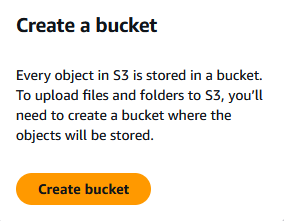 Create a bucket
Every object in S3 is stored in a bucket.
To upload files and folders to S3, you’ll
need to create a bucket where the
objects will be stored.
Create bucket